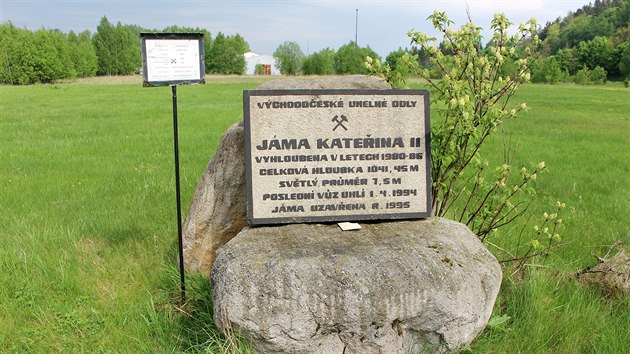 VÝCHODOČESKÉ UHELNÉ DOLY
JÁMA KATEŘINA II
VYHLOUBENA V LETECH 1980-86
CELKOVÁ HLOUBKA 1041,45 M
SVĚTLÝ PRŮMĚR 7,5 M
POSLEDNÍ VŮZ UHLÍ 1.4.1994
JÁMA UZAVŘENA R. 1995